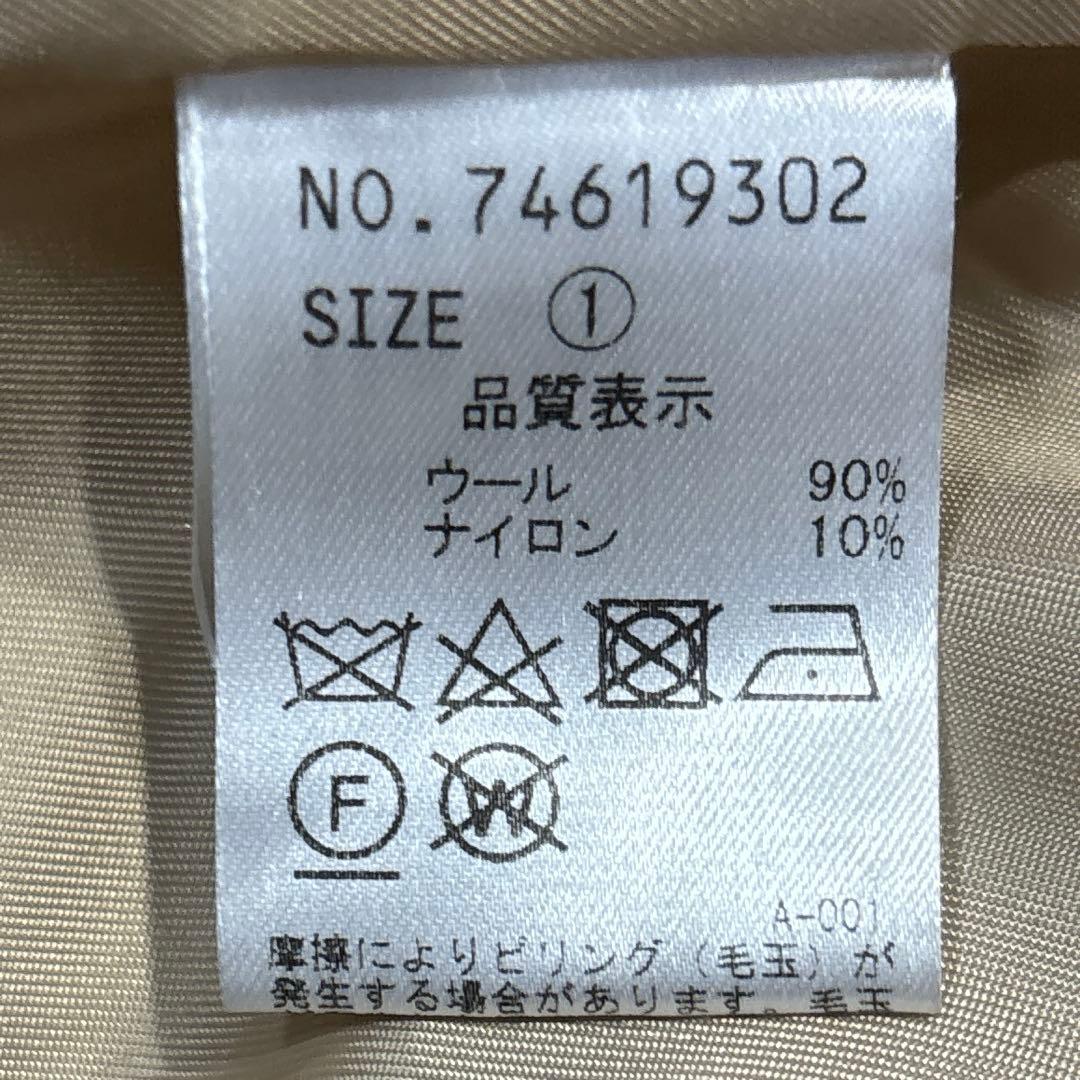 NO.74619302
SIZE ①
品質表示
ウール 90%
ナイロン 10%
F
W
A-001
摩擦によりピリング(毛玉)が
発生する場合があります。毛玉